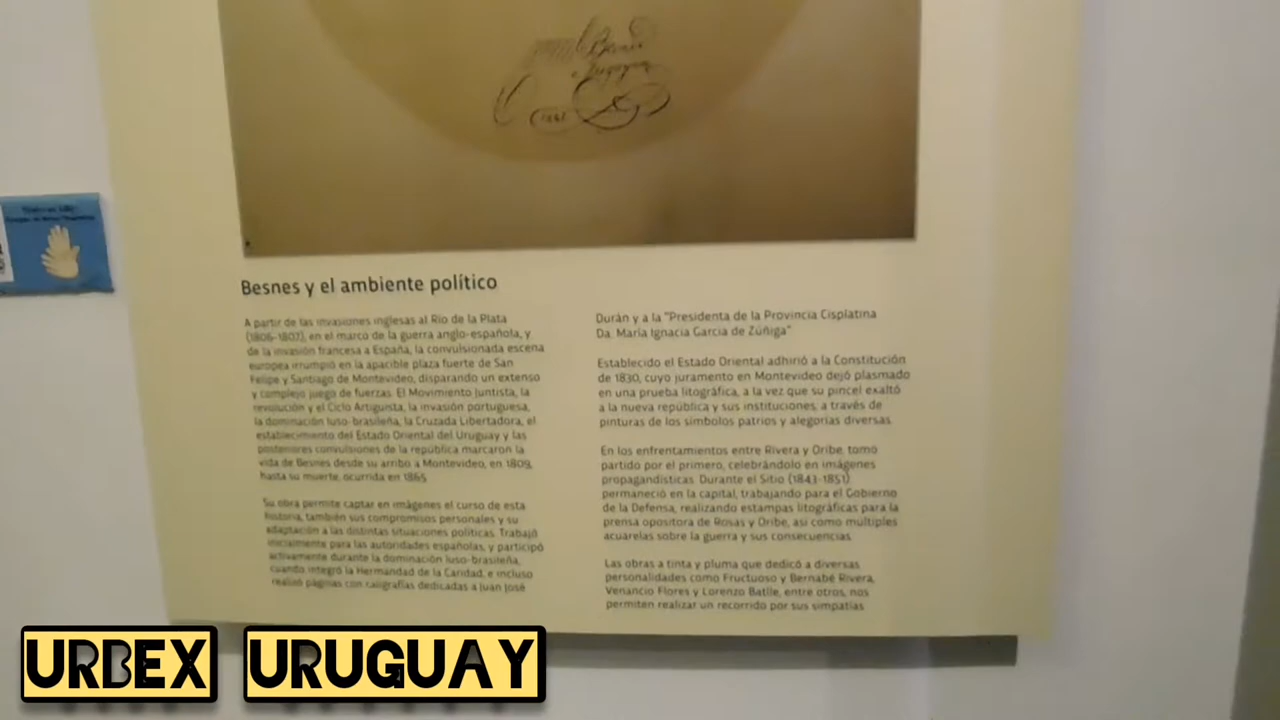 Besnes y el ambiente político
A partir de las invasiones inglesas al Río de la Plata
(1806-1807), en el marco de la guerra anglo-española, y
de la invasión francesa a España, la convulsionada escena
europea irrumpió en la apacible plaza fuerte de San
Felipe y Santiago de Montevideo, disparando un extenso
y complejo juego de fuerzas. El Movimiento Juntista, la
revolución y el Ciclo Artiguista, la invasión portuguesa,
la dominación luso-brasileña, la Cruzada Libertadora, el
establecimiento del Estado Oriental del Uruguay y las
posteriores convulsiones de la república marcaron la
vida de Besnes desde su arribo a Montevideo, en 1809,
hasta su muerte, ocurrida en 1865.
Su obra permite captar en imágenes el curso de esta
historia, también sus compromisos personales y su
adaptación a las distintas situaciones políticas. Trabajó
inicialmente para las autoridades españolas, y participó
activamente durante la dominación luso-brasileña,
cuando integró la Hermandad de la Caridad, e incluso
realizó páginas con caligrafías dedicadas a Juan José
Durán y a la "Presidenta de la Provincia Cisplatina
Da. María Ignacia García de Zúñiga"
Establecido el Estado Oriental adhirió a la Constitución
de 1830, cuyo juramento en Montevideo dejó plasmado
en una prueba litográfica, a la vez que su pincel exaltó
a la nueva república y sus instituciones, a través de
pinturas de los símbolos patrios y alegorías diversas.
En los enfrentamientos entre Rivera y Oribe, tomó
partido por el primero, celebrándolo en imágenes
propagandísticas. Durante el Sitio (1843-1851)
permaneció en la capital, trabajando para el Gobierno
de la Defensa, realizando estampas litográficas para la
prensa opositora de Rosas y Oribe, así como múltiples
acuarelas sobre la guerra y sus consecuencias.
Las obras a tinta y pluma que dedicó a diversas
personalidades como Fructuoso y Bernabé Rivera,
Venancio Flores y Lorenzo Batlle, entre otros, nos
permiten realizar un recorrido por sus simpatías
URBEX URUGUAY